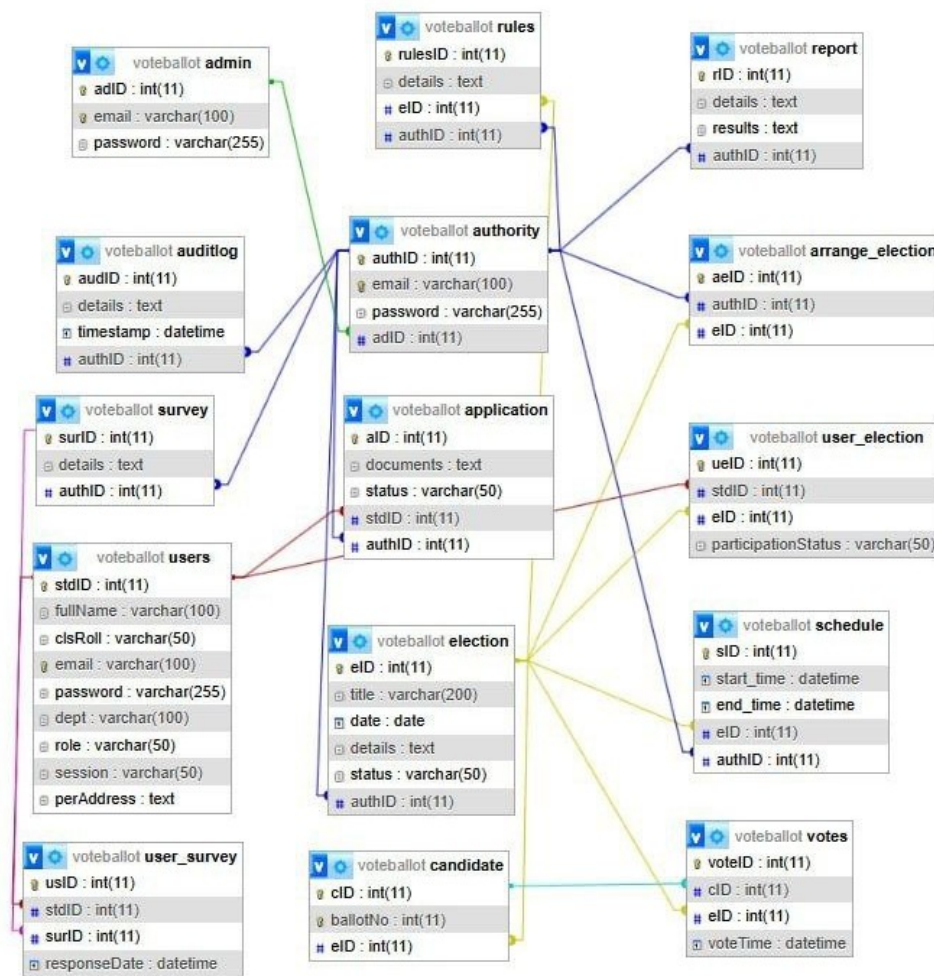 voteballot admin
adID : int(11)
email : varchar(100)
password : varchar(255)
voteballot rules
rulesID : int(11)
details : text
eID : int(11)
authID : int(11)
voteballot report
rID : int(11)
details : text
results : text
authID : int(11)
voteballot auditlog
audID : int(11)
details : text
timestamp : datetime
authID : int(11)
voteballot authority
authID : int(11)
email : varchar(100)
password : varchar(255)
adID : int(11)
voteballot arrange_election
aeID : int(11)
authID : int(11)
eID : int(11)
voteballot survey
surID : int(11)
details : text
authID : int(11)
voteballot application
aID : int(11)
documents : text
status : varchar(50)
stdID : int(11)
authID : int(11)
voteballot user_election
ueID : int(11)
stdID : int(11)
eID : int(11)
participationStatus : varchar(50)
voteballot users
stdID : int(11)
fullName : varchar(100)
clsRoll : varchar(50)
email : varchar(100)
password : varchar(255)
dept : varchar(100)
role : varchar(50)
session : varchar(50)
perAddress : text
voteballot election
eID : int(11)
title : varchar(200)
date : date
details : text
status : varchar(50)
authID : int(11)
voteballot schedule
sID : int(11)
start_time : datetime
end_time : datetime
eID : int(11)
authID : int(11)
voteballot user_survey
usID : int(11)
stdID : int(11)
surID : int(11)
responseDate : datetime
voteballot candidate
cID : int(11)
ballotNo : int(11)
eID : int(11)
voteballot votes
voteID : int(11)
cID : int(11)
eID : int(11)
voteTime : datetime